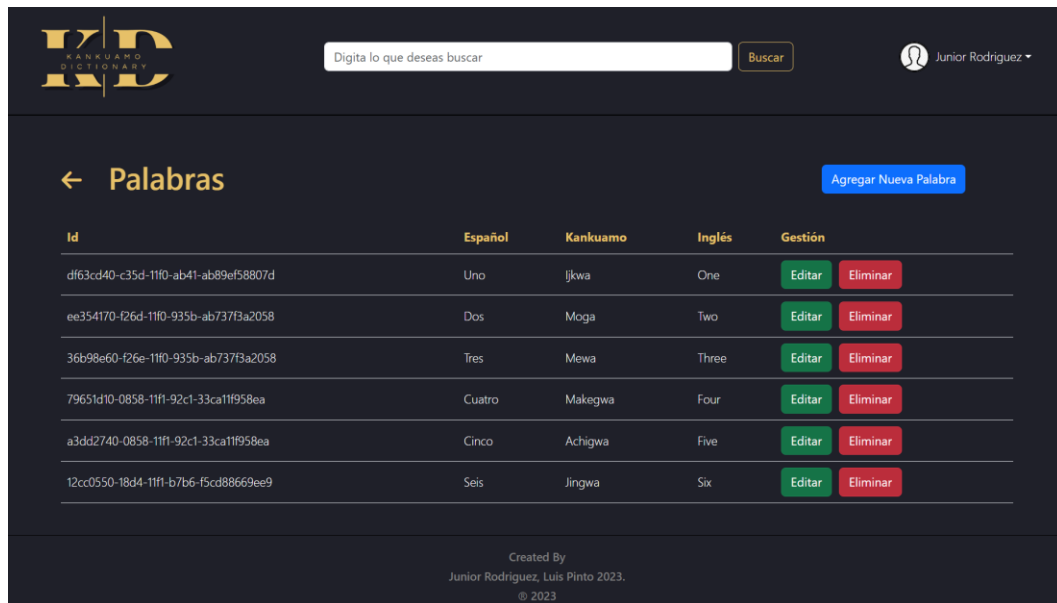 KD
KANKUAMO
DICTIONARY
Digita lo que deseas buscar
Buscar
Junior Rodriguez
Palabras
Agregar Nueva Palabra
Id Español Kankuamo Inglés Gestión
df63cd40-c35d-11f0-ab41-ab89ef58807d Uno Ijkwa One Editar Eliminar
ee354170-f26d-11f0-935b-ab737f3a2058 Dos Moga Two Editar Eliminar
36b98e60-f26e-11f0-935b-ab737f3a2058 Tres Mewa Three Editar Eliminar
79651d10-0858-11f1-92c1-33ca11f958ea Cuatro Makegwa Four Editar Eliminar
a3dd2740-0858-11f1-92c1-33ca11f958ea Cinco Achigwa Five Editar Eliminar
12cc0550-18d4-11f1-b7b6-f5cd88669ee9 Seis Jingwa Six Editar Eliminar
Created By
Junior Rodriguez, Luis Pinto 2023.
® 2023